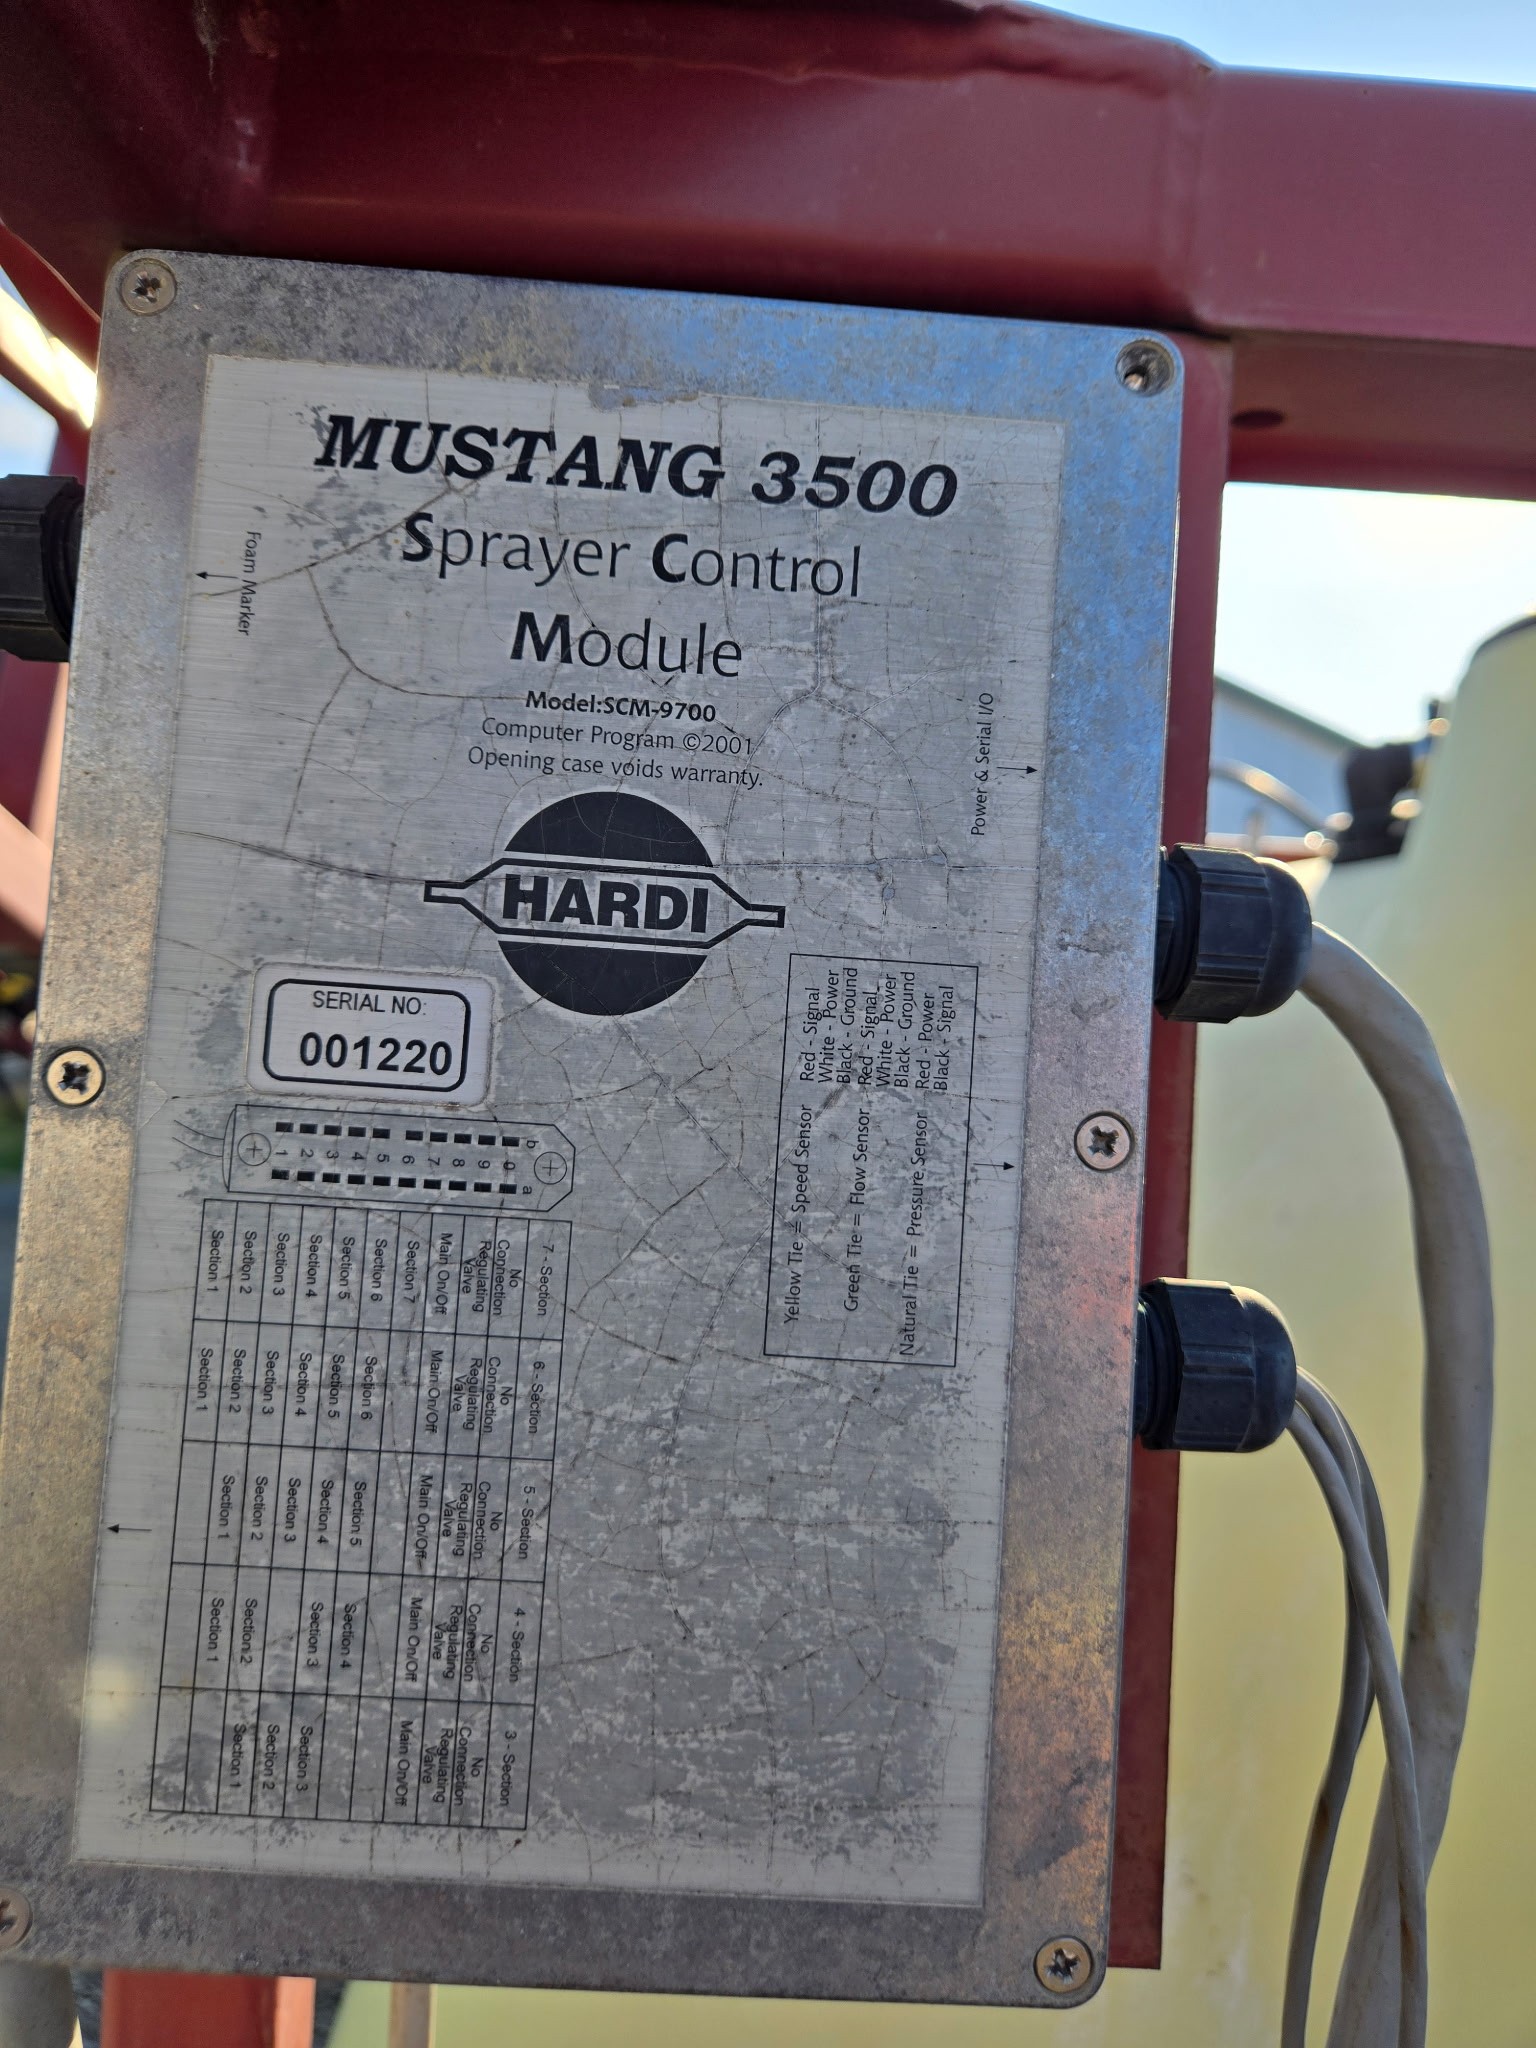 MUSTANG 3500
Sprayer Control
Module
Model:SCM-9700
Computer Program ©2001
Opening case voids warranty.
Foam Marker
Power & Serial I/O
HARDI
SERIAL NO:
001220
Yellow Tie = Speed Sensor Red - Signal
White - Power
Black - Ground
Green Tie = Flow Sensor Red - Signal
White - Power
Black - Ground
Natural Tie = Pressure Sensor Red - Power
Black - Signal
b
1 2 3 4 5 6 7 8 9 0
a
7 - Section
No
Connection
Regulating
Valve
Main On/Off
Section 7
Section 6
Section 5
Section 4
Section 3
Section 2
Section 1
6 - Section
No
Connection
Regulating
Valve
Main On/Off
Section 6
Section 5
Section 4
Section 3
Section 2
Section 1
5 - Section
No
Connection
Regulating
Valve
Main On/Off
Section 5
Section 4
Section 3
Section 2
Section 1
4 - Section
No
Connection
Regulating
Valve
Main On/Off
Section 4
Section 3
Section 2
Section 1
3 - Section
No
Connection
Regulating
Valve
Main On/Off
Section 3
Section 2
Section 1